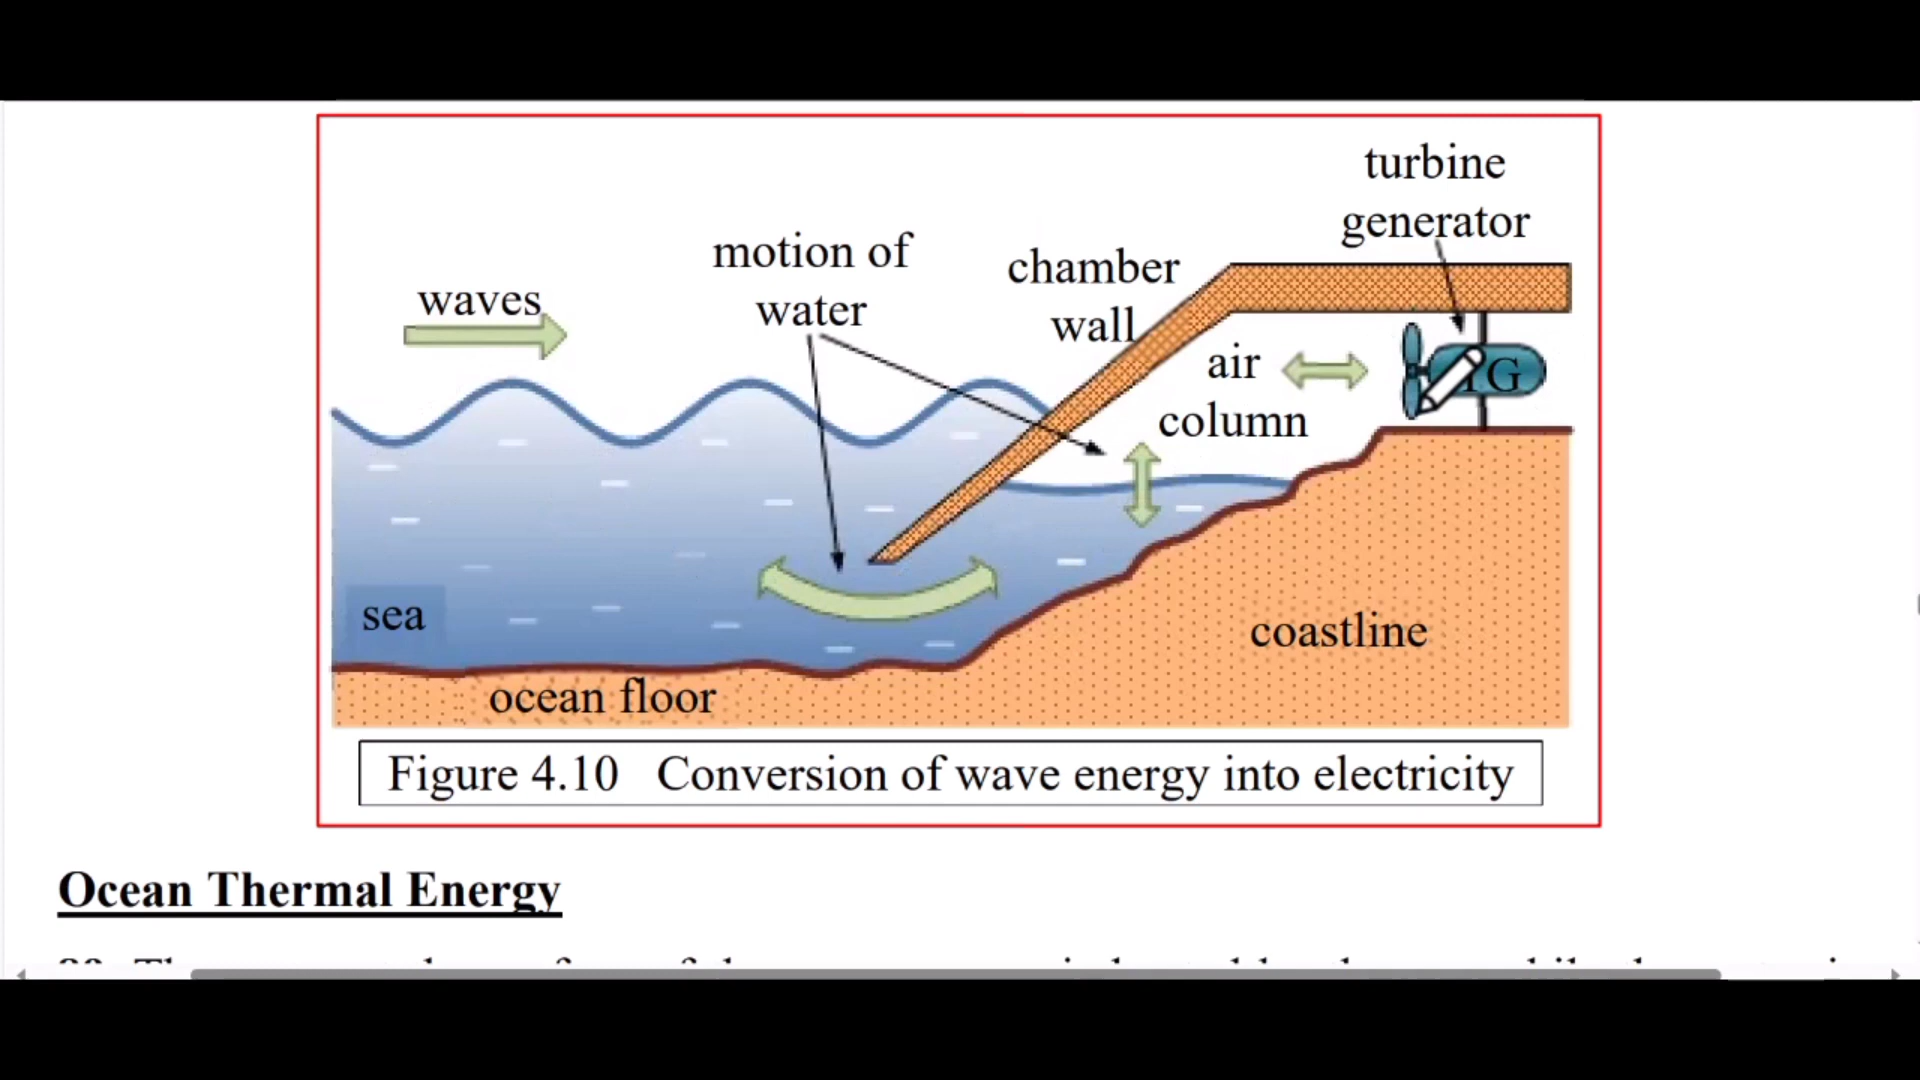 turbine
generator
motion of
water
chamber
wall
waves
air
column
G
sea
coastline
ocean floor
Figure 4.10 Conversion of wave energy into electricity
Ocean Thermal Energy